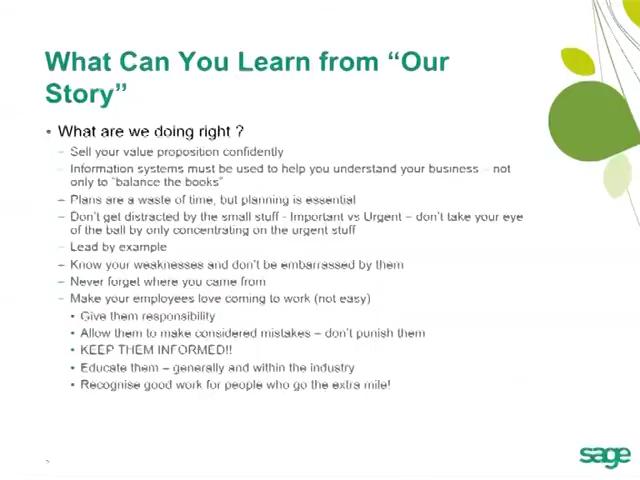 What Can You Learn from “Our
Story”
• What are we doing right ?
– Sell your value proposition confidently
– Information systems must be used to help you understand your business – not
only to “balance the books”
– Plans are a waste of time, but planning is essential
– Don’t get distracted by the small stuff - Important vs Urgent – don’t take your eye
of the ball by only concentrating on the urgent stuff
– Lead by example
– Know your weaknesses and don’t be embarrassed by them
– Never forget where you came from
– Make your employees love coming to work (not easy)
• Give them responsibility
• Allow them to make considered mistakes – don’t punish them
• KEEP THEM INFORMED!!
• Educate them – generally and within the industry
• Recognise good work for people who go the extra mile!
sage